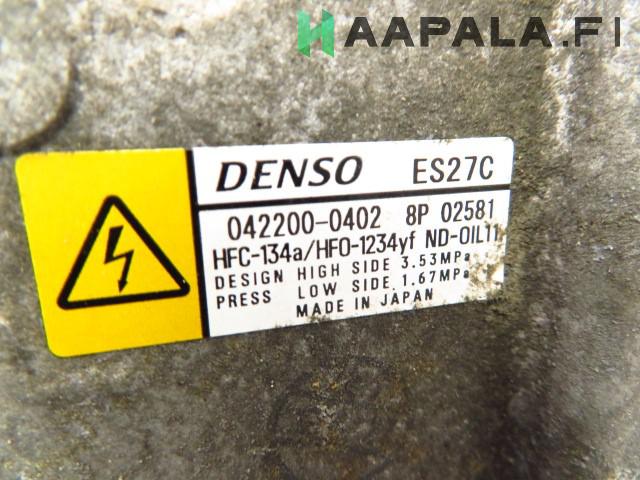 HAAPALA.FI
DENSO ES27C
042200-0402 8P 02581
HFC-134a/HFO-1234yf ND-OIL11
DESIGN HIGH SIDE 3.53MPa
PRESS LOW SIDE 1.67MPa
MADE IN JAPAN